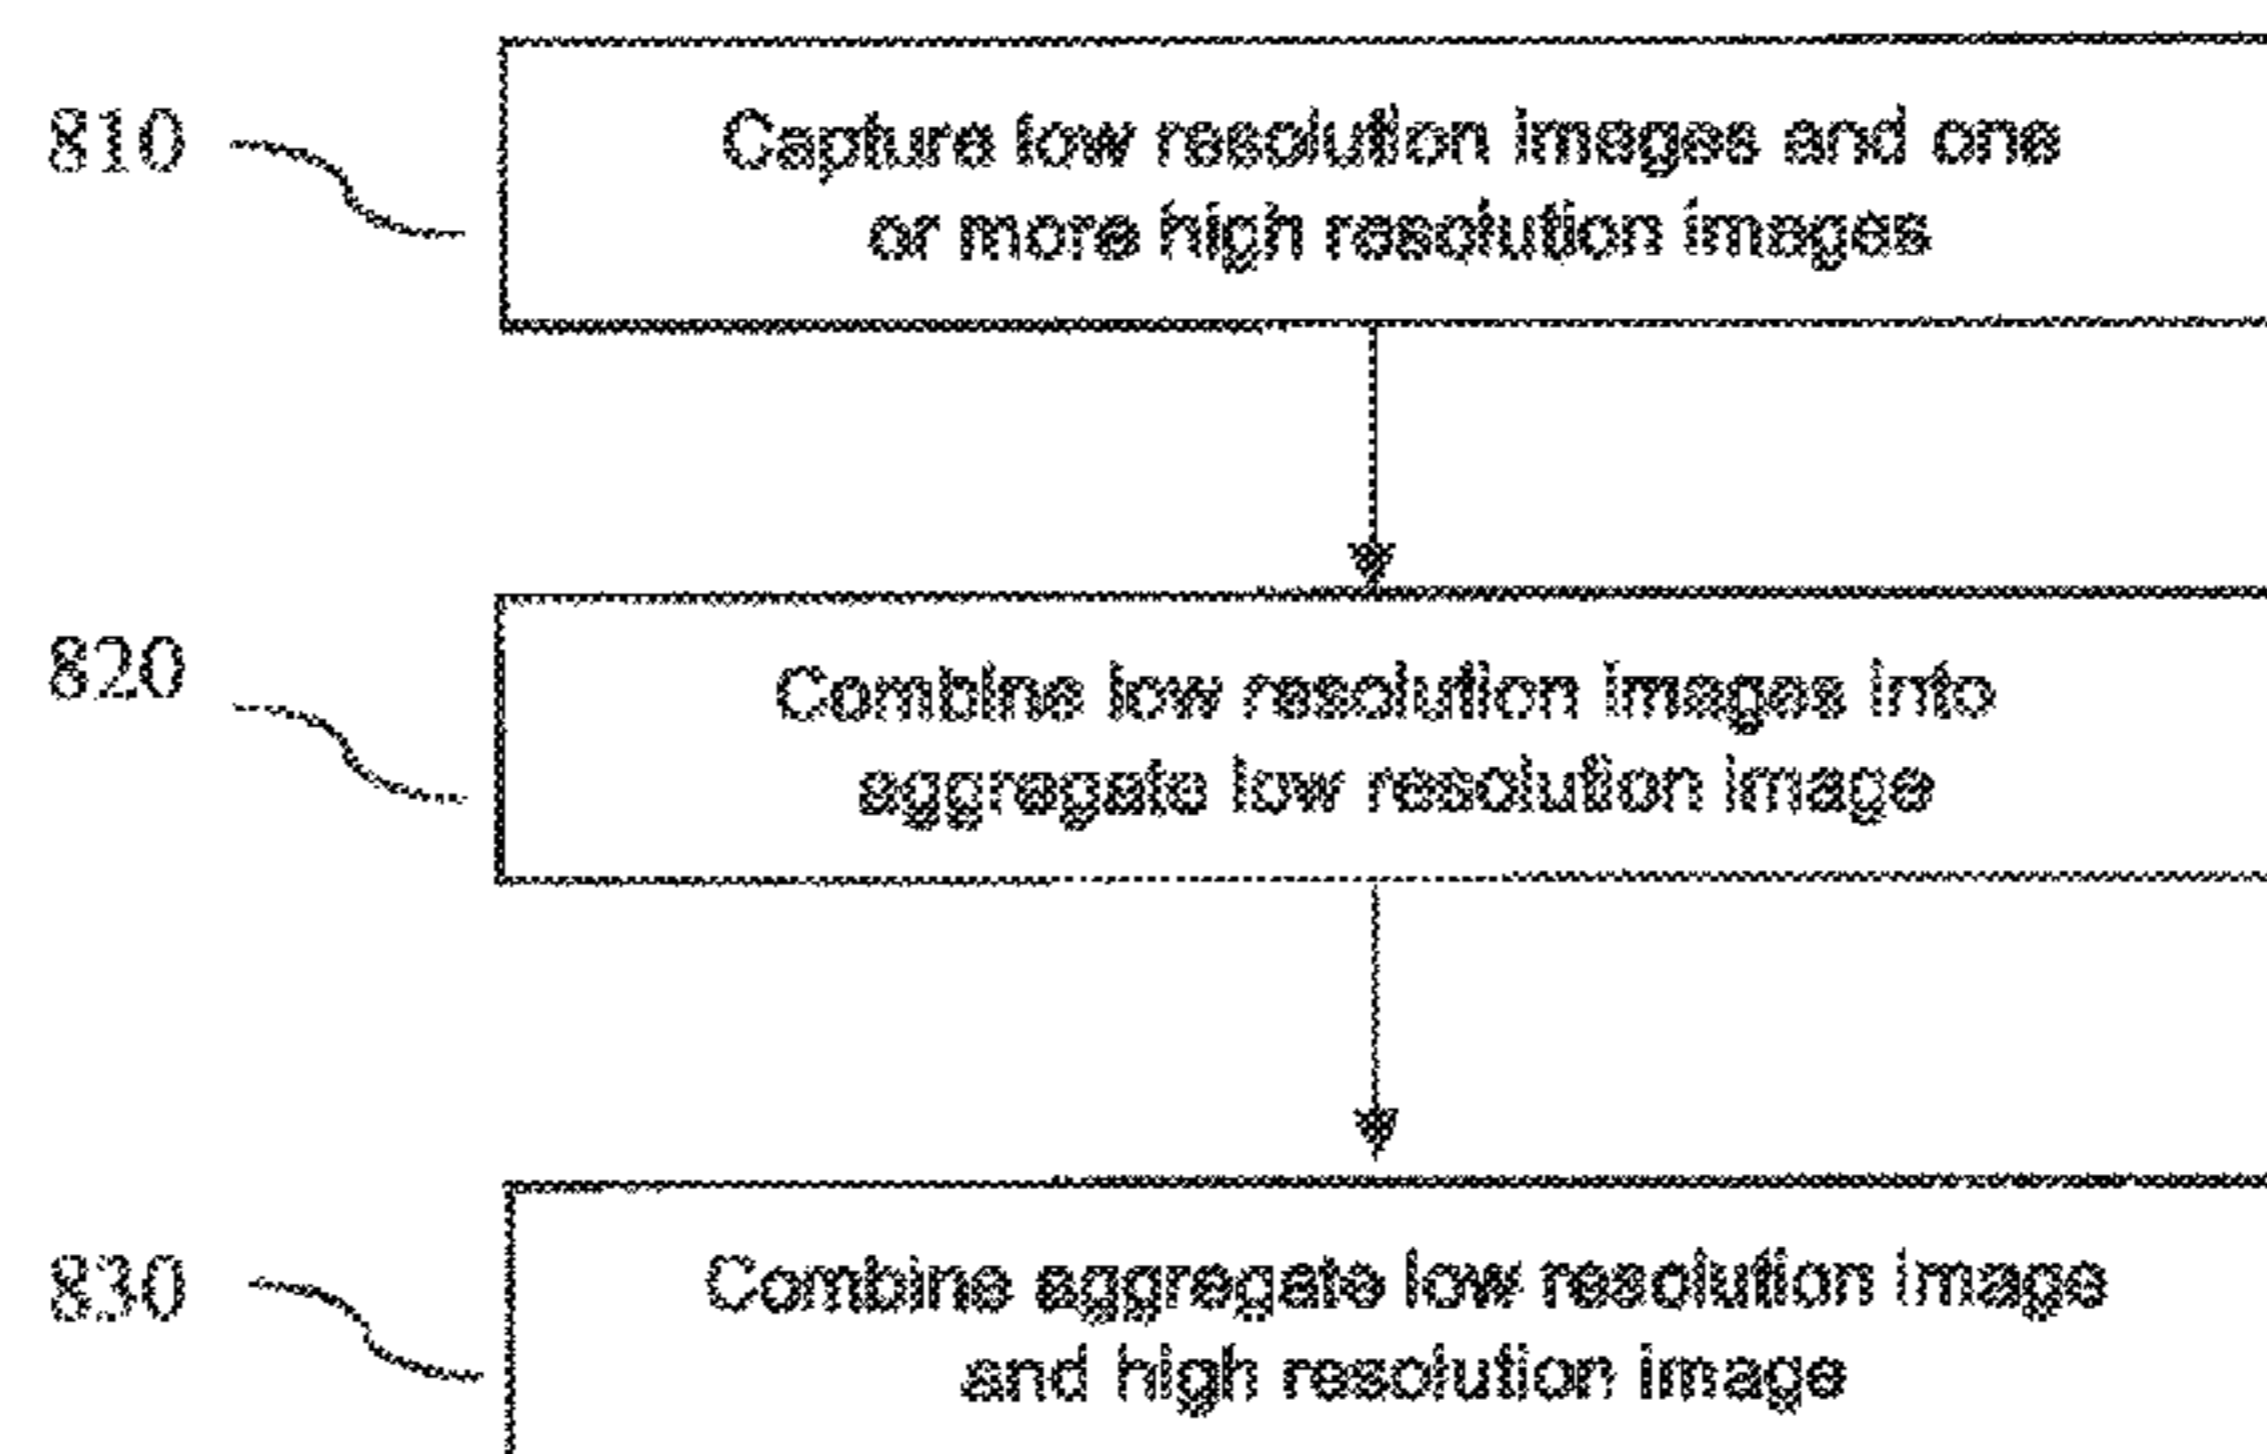 810
Capture low resolution images and one
or more high resolution images
820
Combine low resolution images into
aggregate low resolution image
830
Combine aggregate low resolution image
and high resolution image